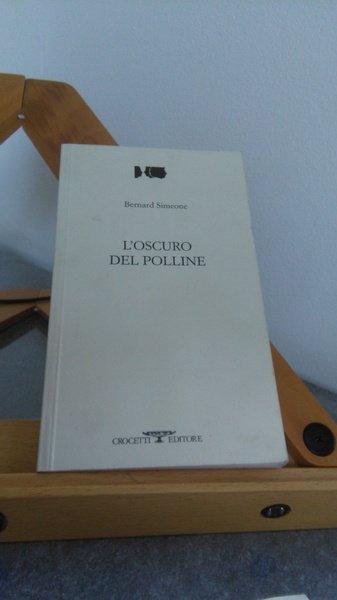 Bernard Simeone
L'OSCURO
DEL POLLINE
CROCETTI EDITORE